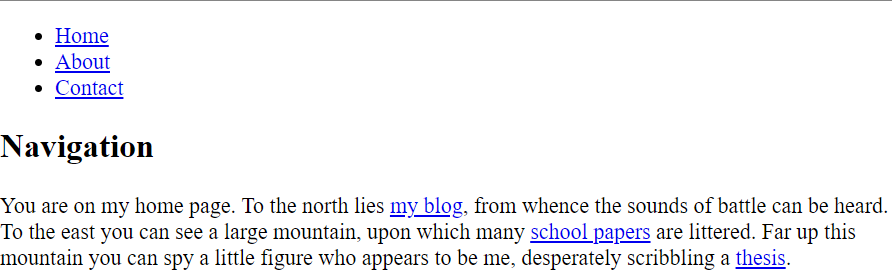 Home
About
Contact
Navigation
You are on my home page. To the north lies my blog, from whence the sounds of battle can be heard.
To the east you can see a large mountain, upon which many school papers are littered. Far up this
mountain you can spy a little figure who appears to be me, desperately scribbling a thesis.